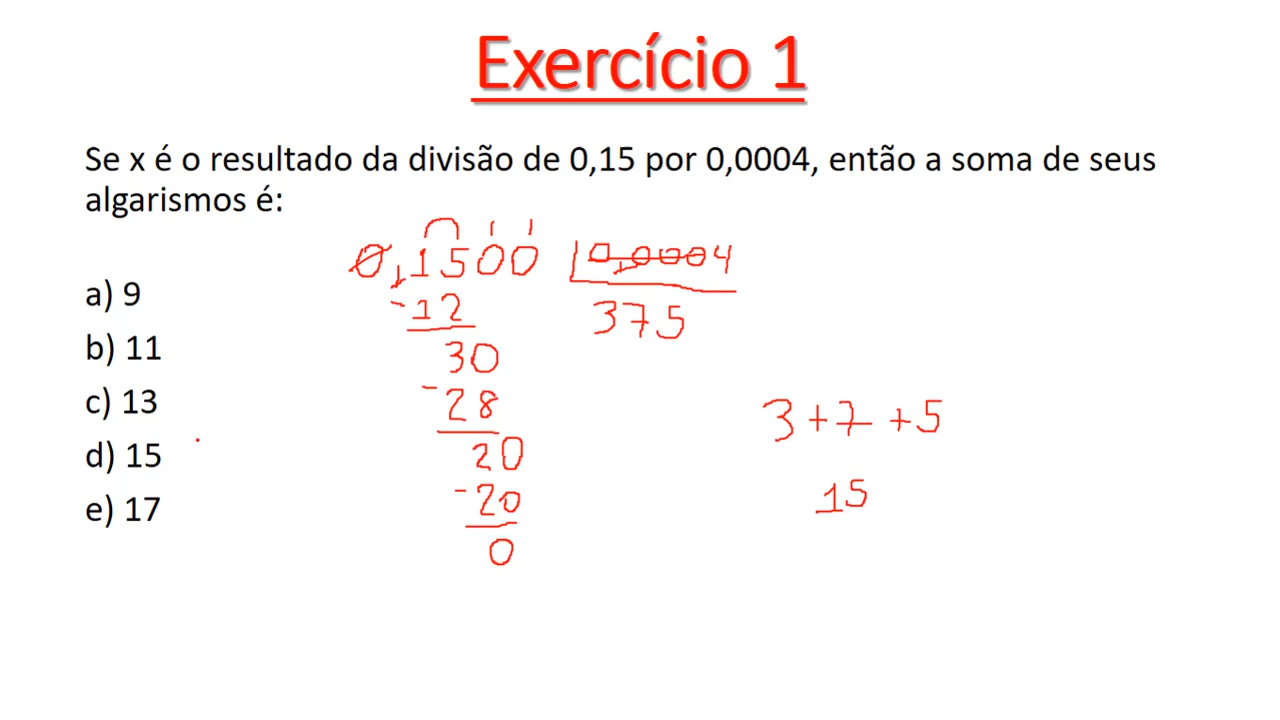 Exercício 1
Se x é o resultado da divisão de 0,15 por 0,0004, então a soma de seus
algarismos é:
0,1500 0,0004
a) 9
-12 375
30
b) 11
c) 13
-28 3+7+5
d) 15
20
e) 17
-20 15
0